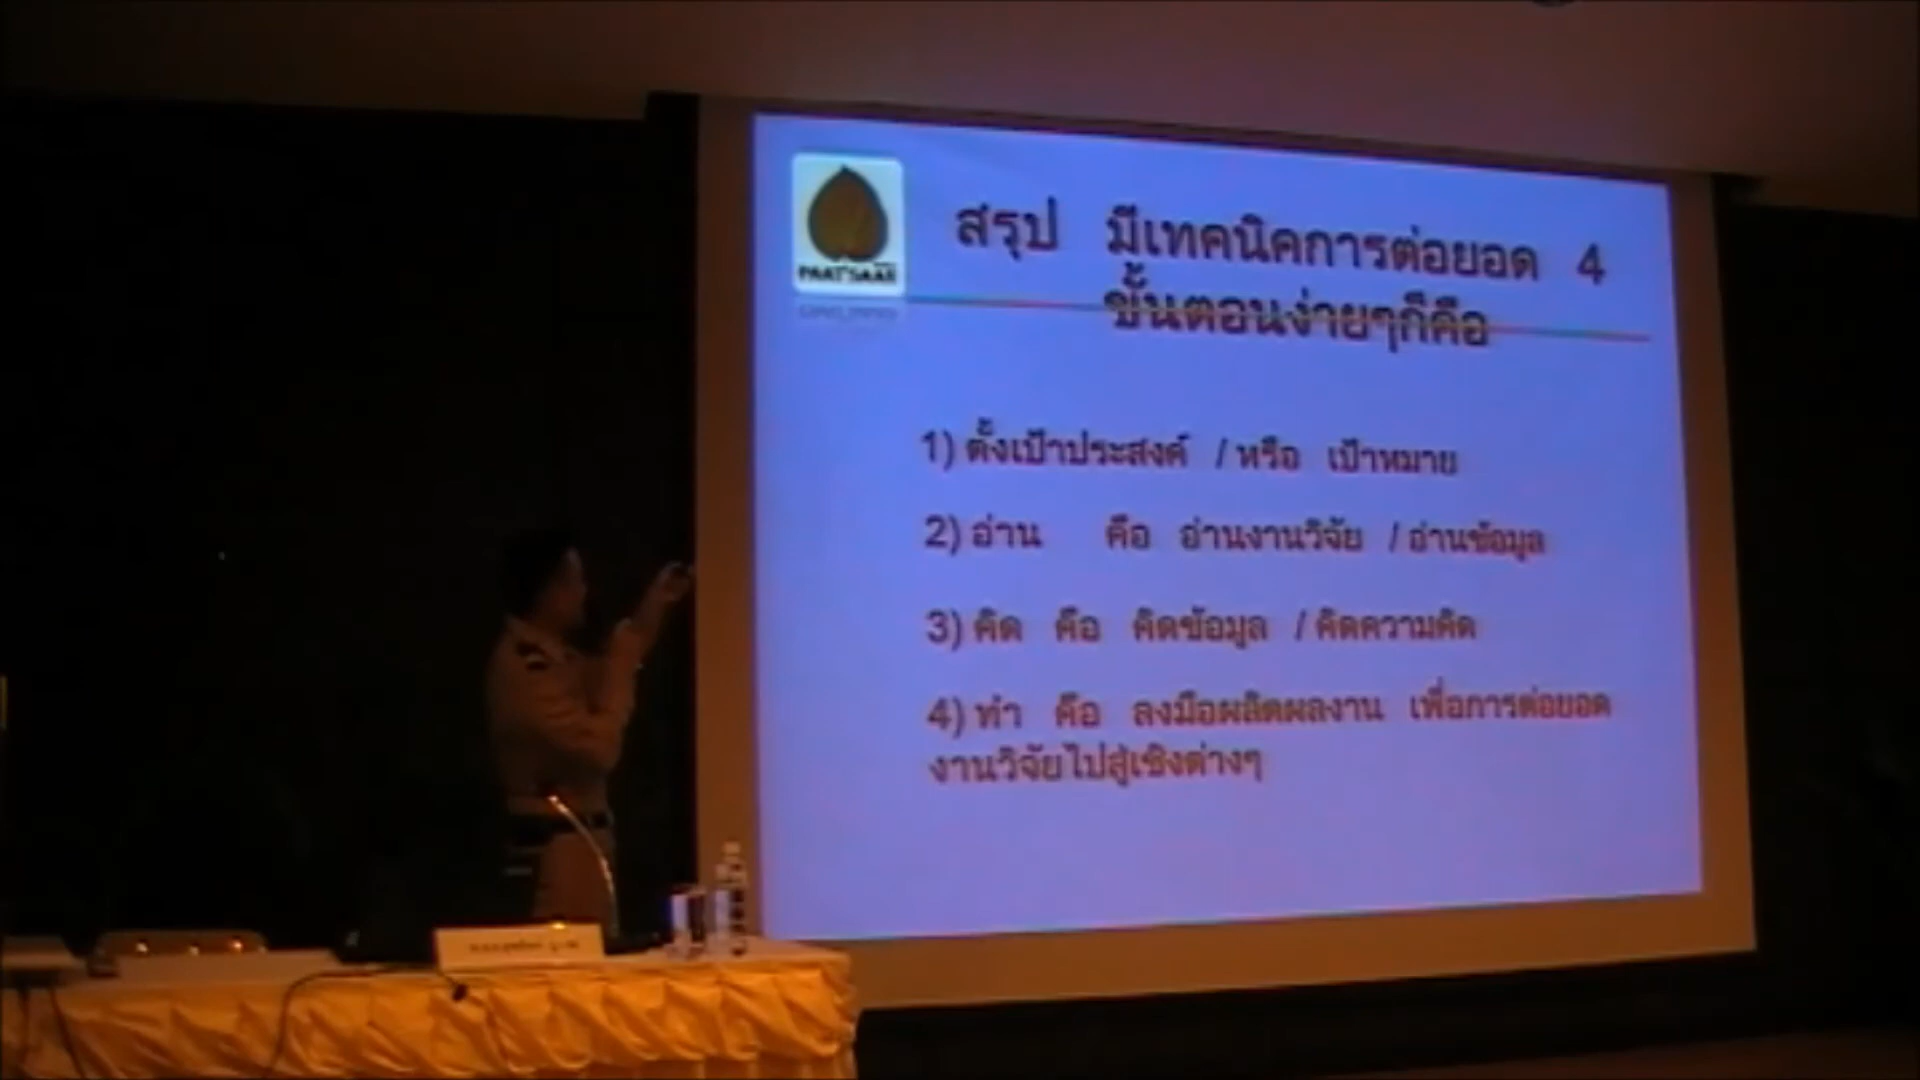 PAAT'SAAR
สรุป มีเทคนิคการต่อยอด 4
ขั้นตอนง่ายๆก็คือ
1) ตั้งเป้าประสงค์ / หรือ เป้าหมาย
2) อ่าน คือ อ่านงานวิจัย / อ่านข้อมูล
3) คิด คือ คิดข้อมูล / คิดความคิด
4) ทำ คือ ลงมือผลิตผลงาน เพื่อการต่อยอด
งานวิจัยไปสู่เชิงต่างๆ